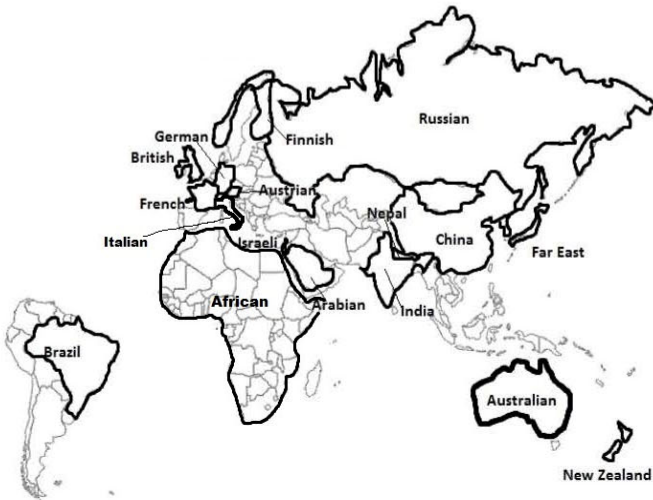 Russian
German
Finnish
British
Austrian
French
Nepal
Italian
Israeli
China
Far East
African
Arabian
India
Brazil
Australian
New Zealand